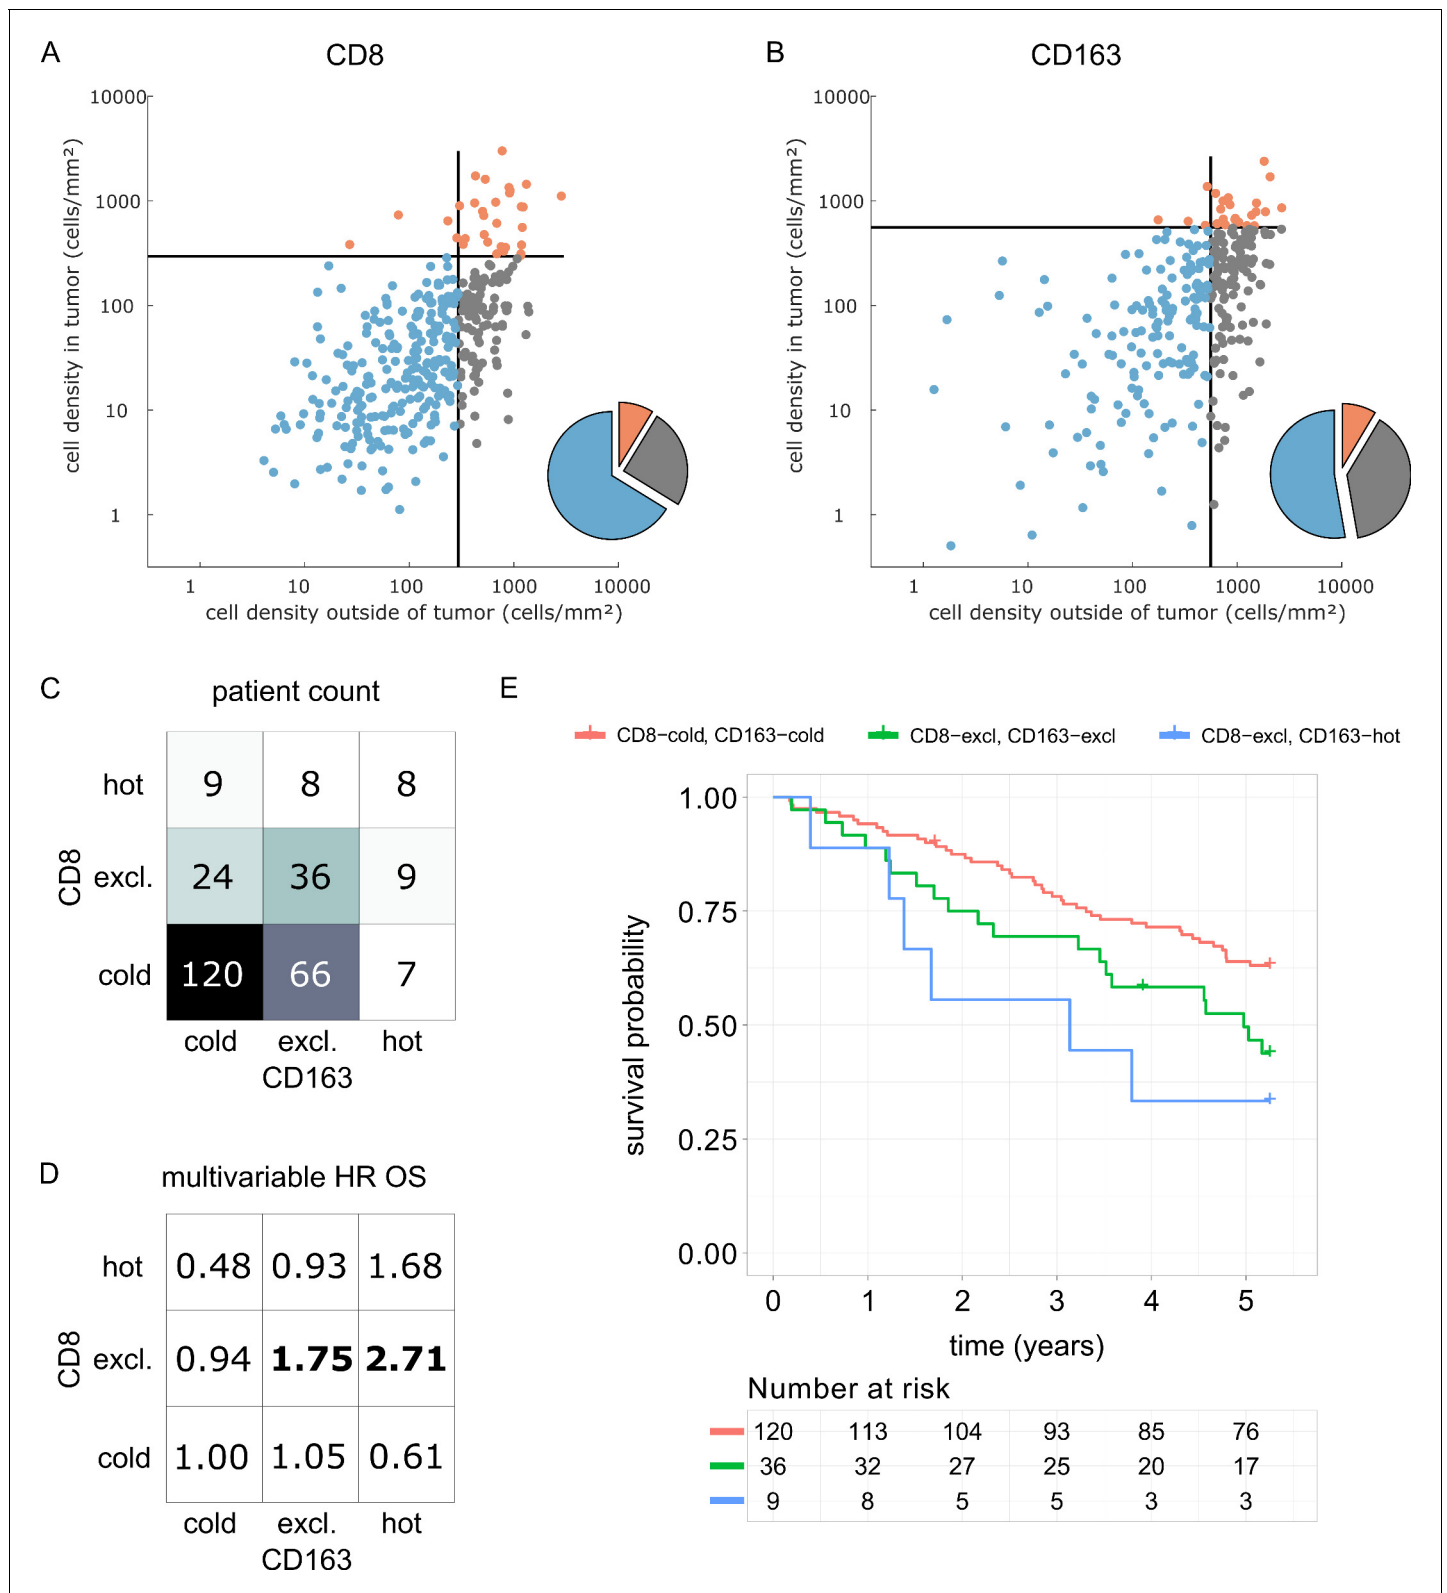 A
CD8
10000
1000
100
10
1
cell density in tumor (cells/mm²)
1 10 100 1000 10000
cell density outside of tumor (cells/mm²)
B
CD163
10000
1000
100
10
1
cell density in tumor (cells/mm²)
1 10 100 1000 10000
cell density outside of tumor (cells/mm²)
C
patient count
hot 9 8 8
CD8 excl. 24 36 9
cold 120 66 7
cold excl. hot
CD163
D
multivariable HR OS
hot 0.48 0.93 1.68
CD8 excl. 0.94 1.75 2.71
cold 1.00 1.05 0.61
cold excl. hot
CD163
E
CD8-cold, CD163-cold CD8-excl, CD163-excl CD8-excl, CD163-hot
1.00
0.75
0.50
0.25
0.00
survival probability
0 1 2 3 4 5
time (years)
Number at risk
120 113 104 93 85 76
36 32 27 25 20 17
9 8 5 5 3 3